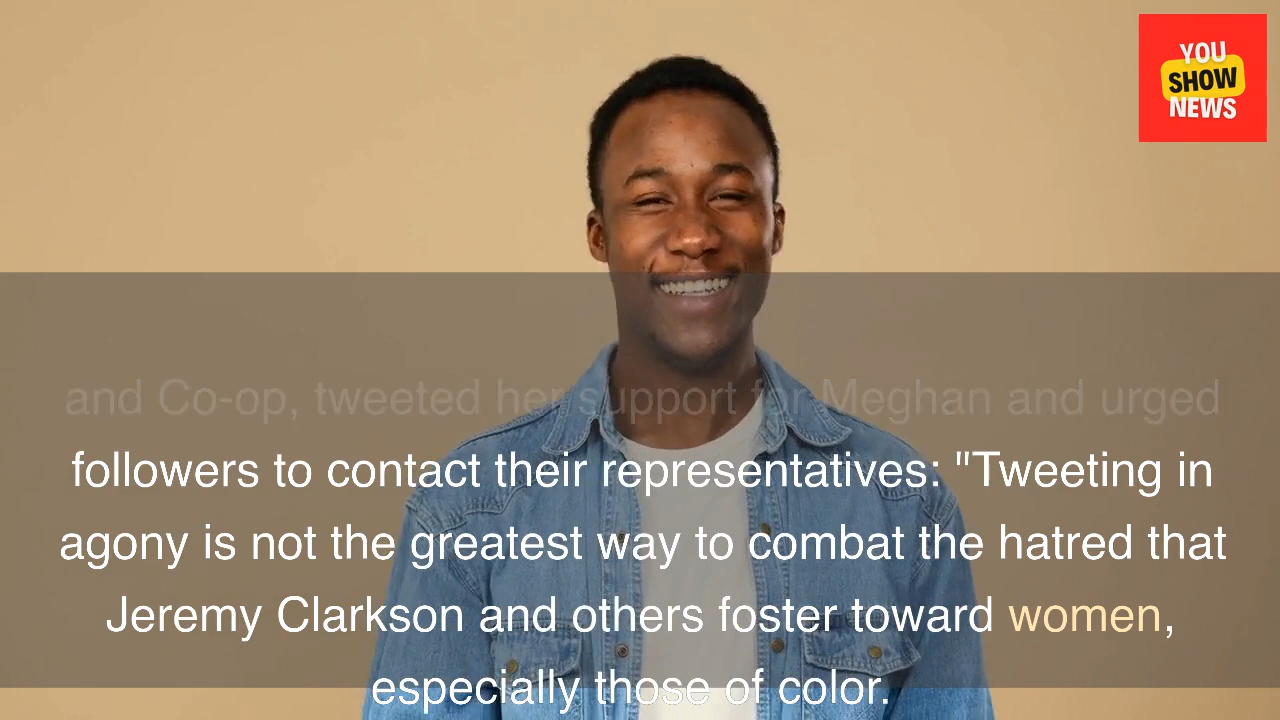 YOU
SHOW
NEWS
and Co-op, tweeted her support for Meghan and urged
followers to contact their representatives: "Tweeting in
agony is not the greatest way to combat the hatred that
Jeremy Clarkson and others foster toward women,
especially those of color.